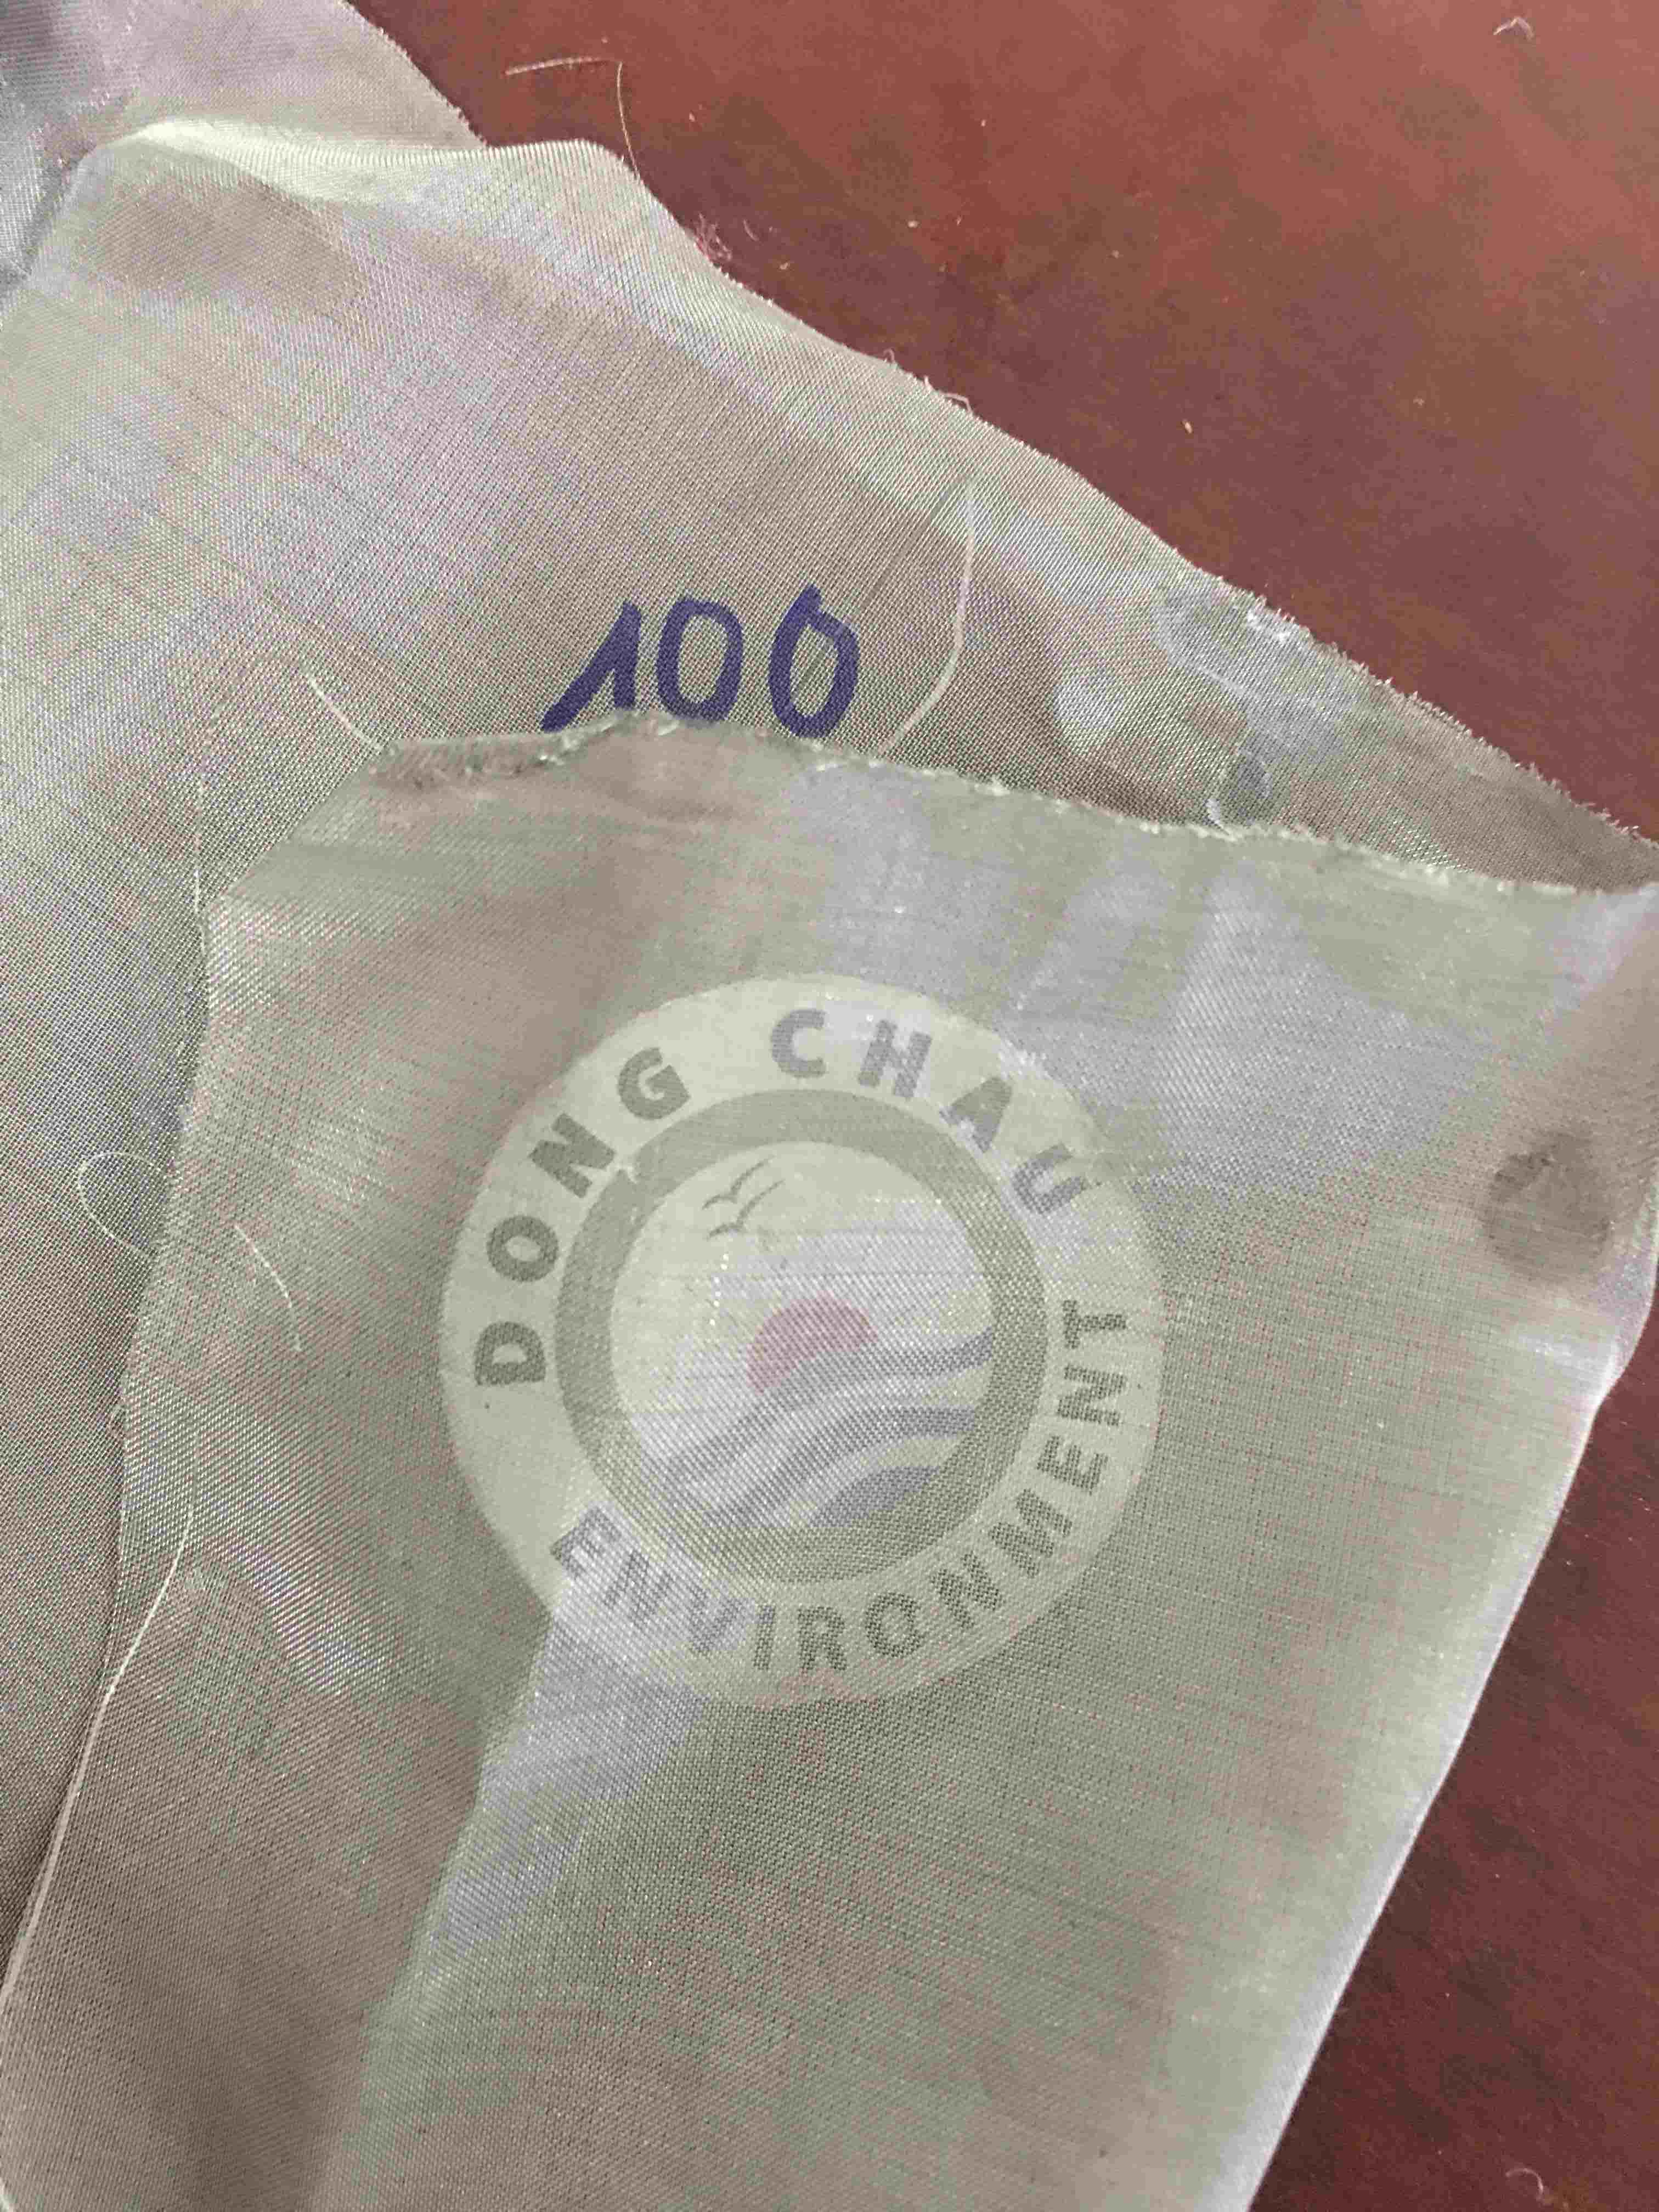 100
DONG CHAU
ENVIRONMENT